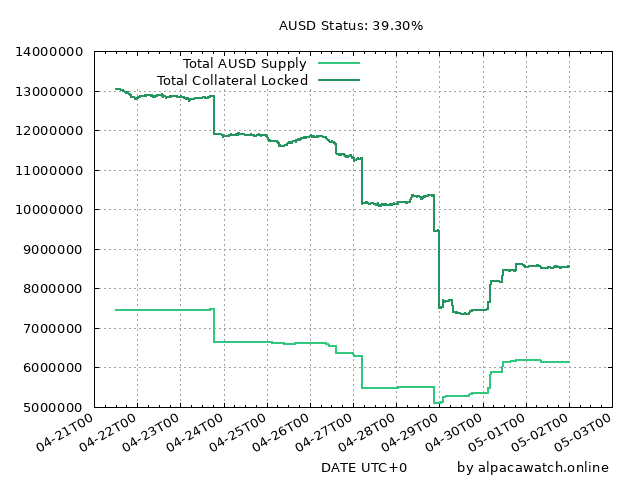 AUSD Status: 39.30%
Total AUSD Supply
Total Collateral Locked
14000000
13000000
12000000
11000000
10000000
9000000
8000000
7000000
6000000
5000000
04-21T00
04-22T00
04-23T00
04-24T00
04-25T00
04-26T00
04-27T00
04-28T00
04-29T00
04-30T00
05-01T00
05-02T00
05-03T00
DATE UTC+0
by alpacawatch.online